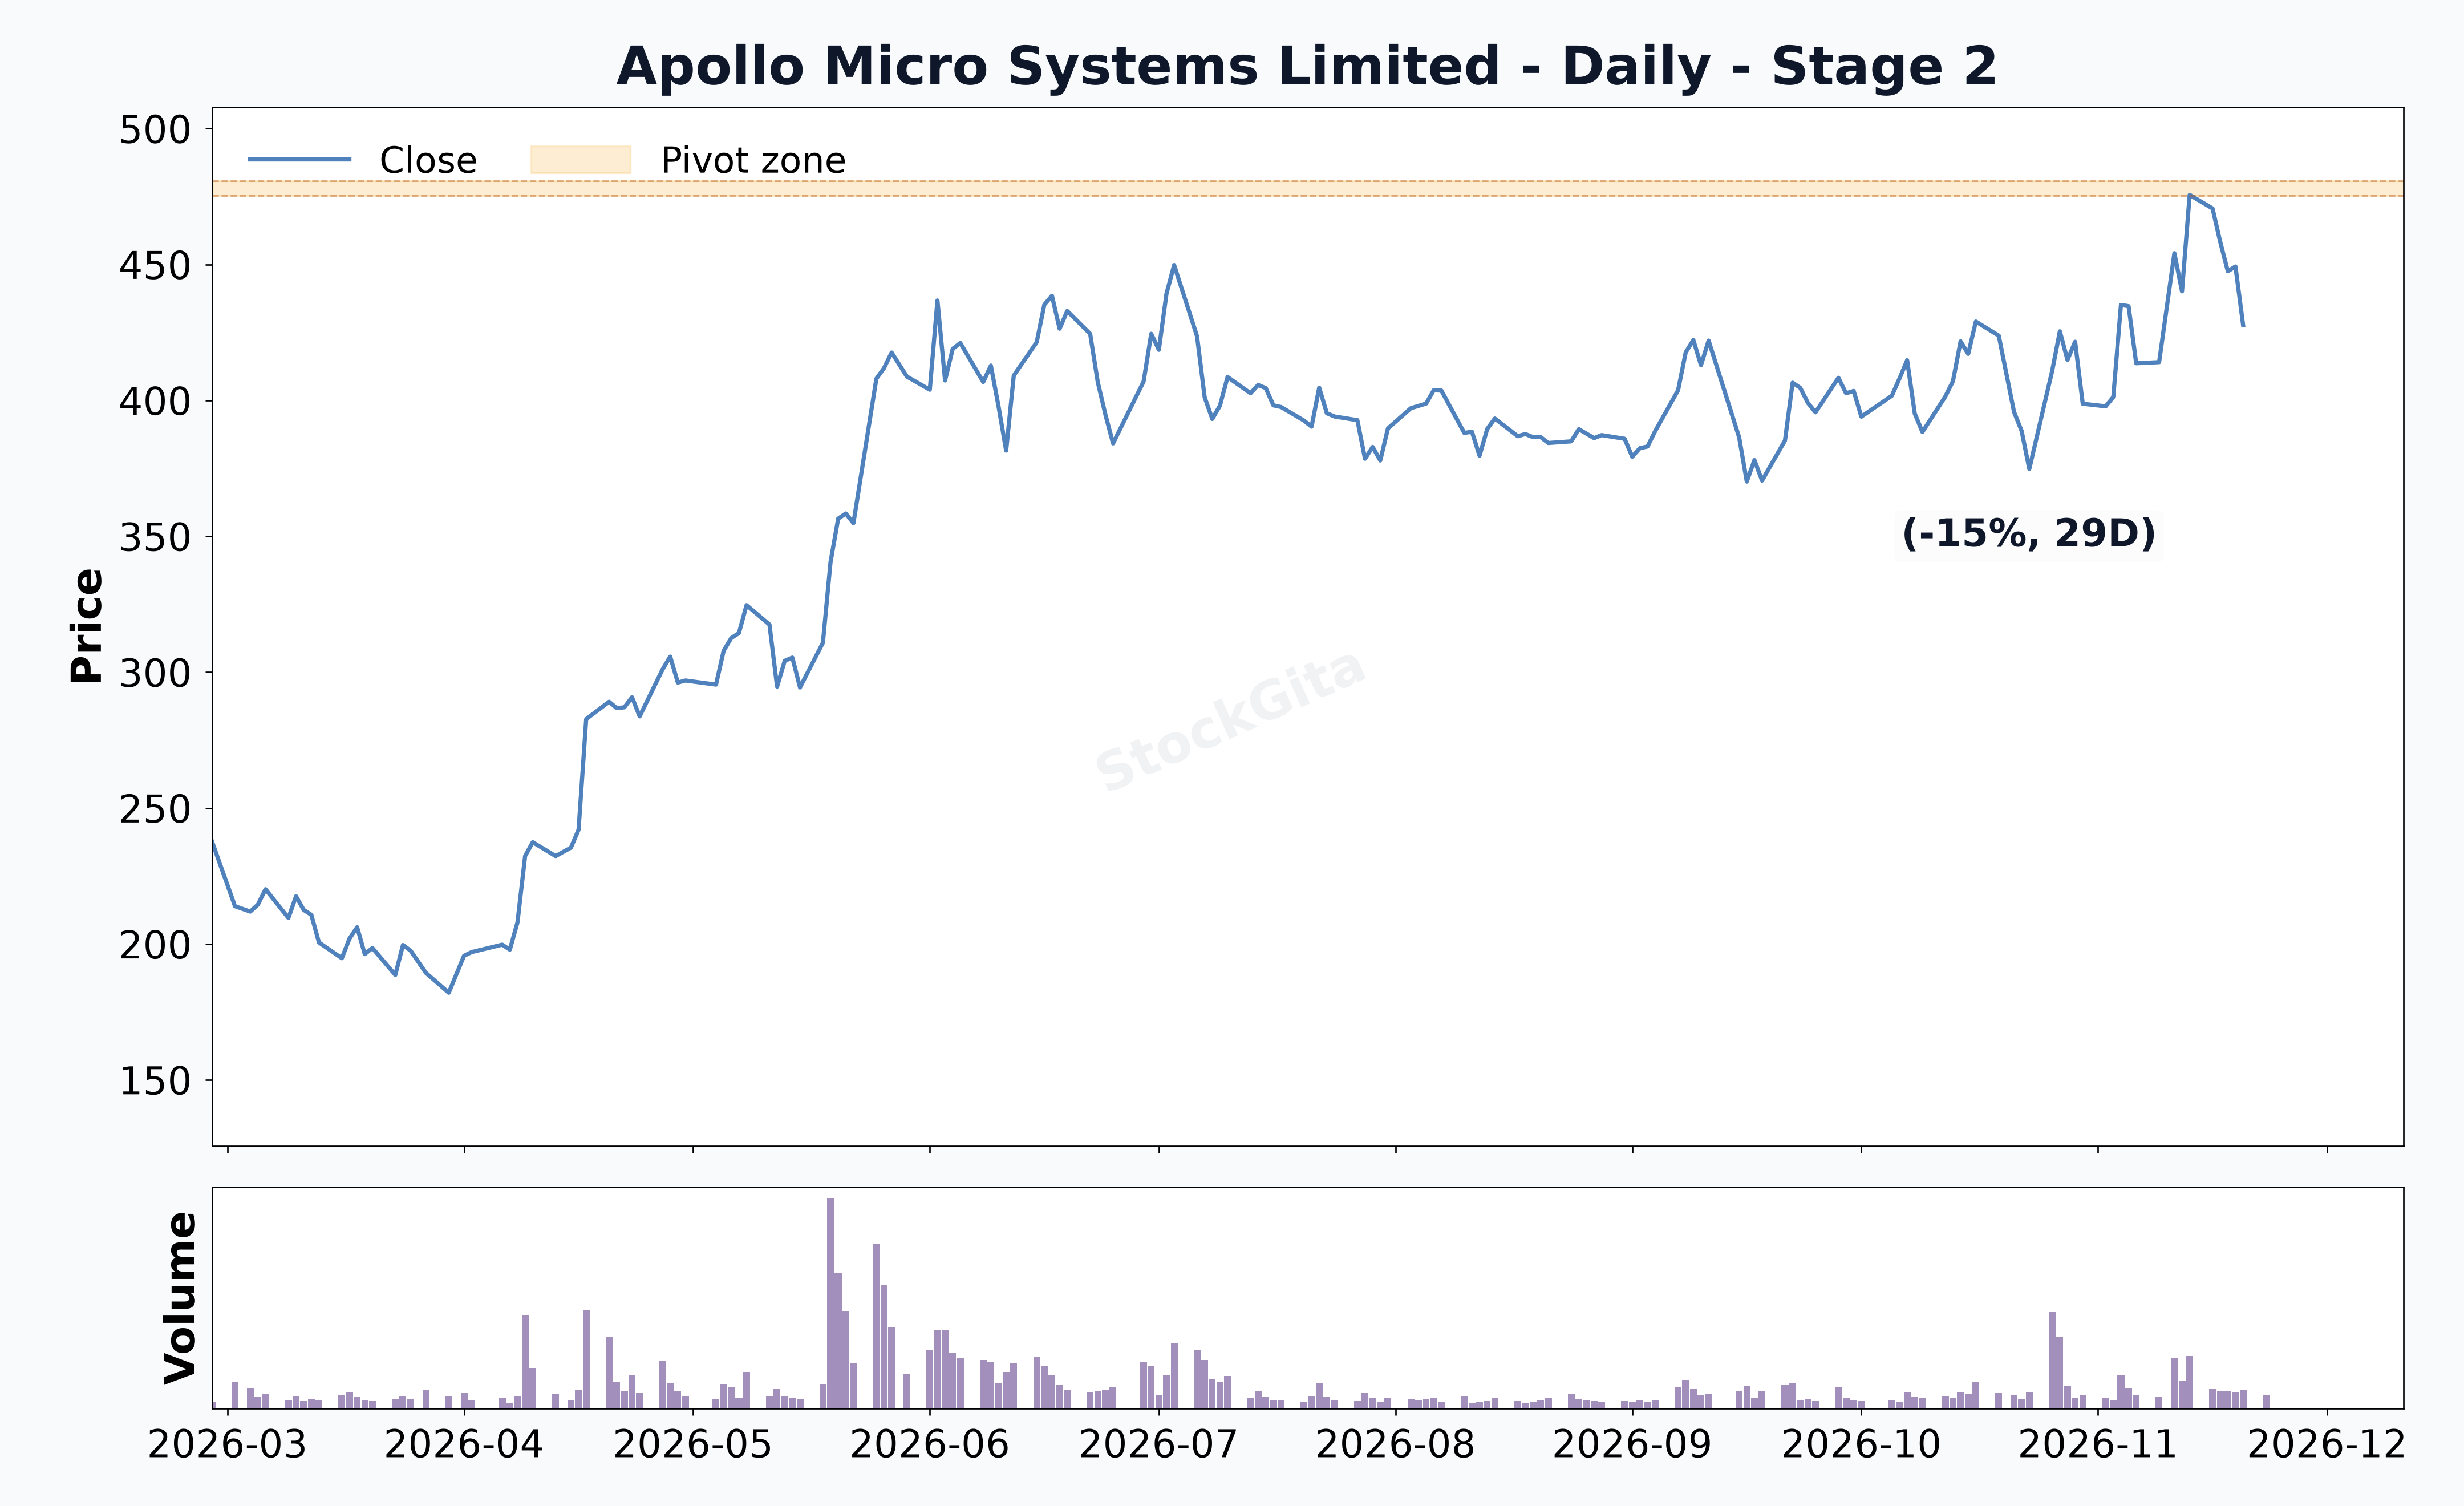 Apollo Micro Systems Limited - Daily - Stage 2
Close
Pivot zone
500
450
400
350
300
250
200
150
Price
(-15%, 29D)
StockGita
Volume
2026-03
2026-04
2026-05
2026-06
2026-07
2026-08
2026-09
2026-10
2026-11
2026-12